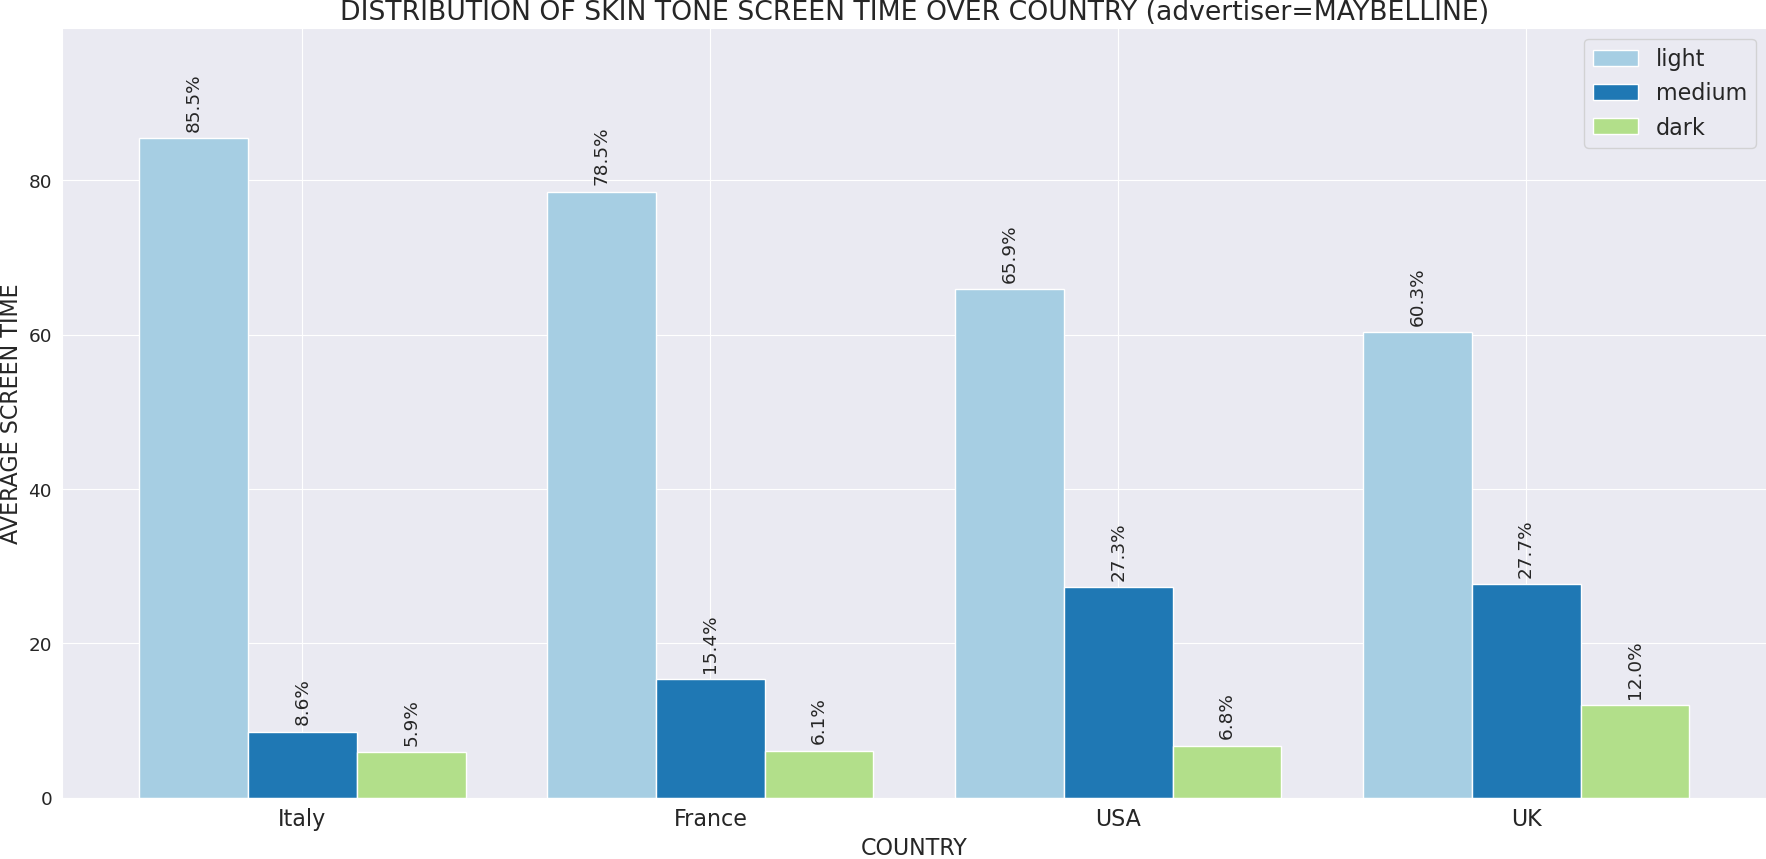 DISTRIBUTION OF SKIN TONE SCREEN TIME OVER COUNTRY (advertiser=MAYBELLINE)
light
medium
dark
AVERAGE SCREEN TIME
80
60
40
20
0
85.5%
8.6%
5.9%
78.5%
15.4%
6.1%
65.9%
27.3%
6.8%
60.3%
27.7%
12.0%
Italy
France
USA
UK
COUNTRY